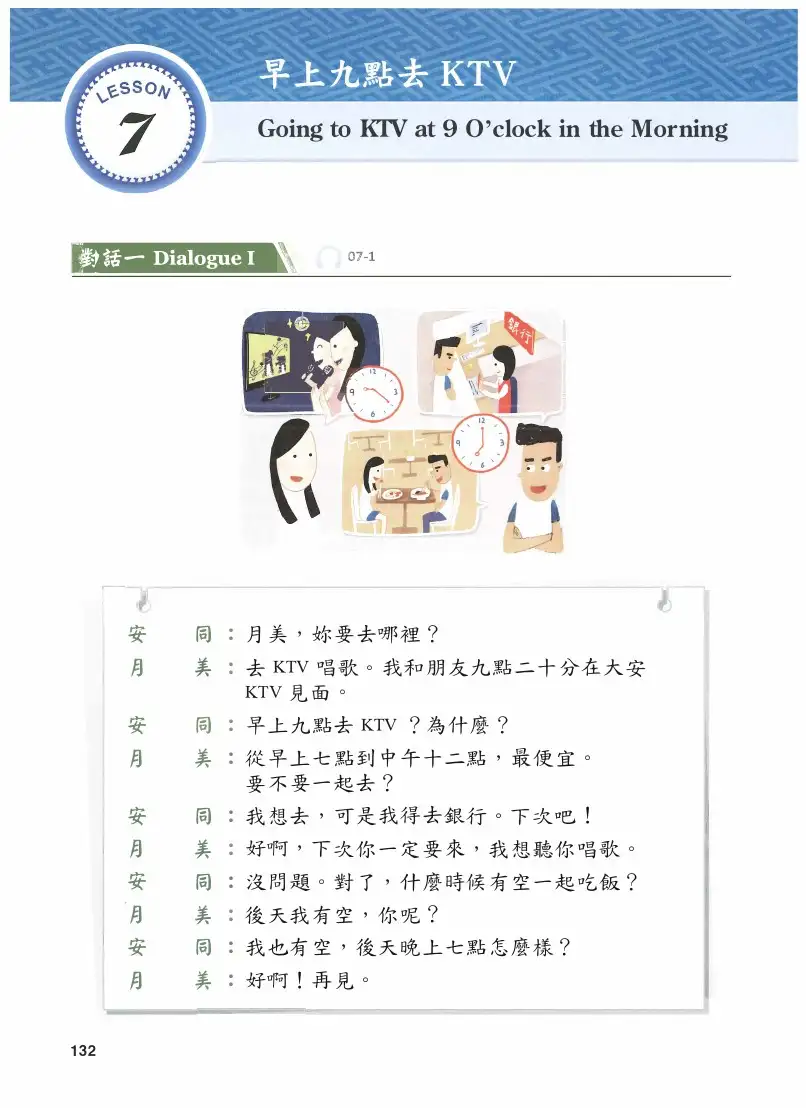 LESSON
7
早上九點去 KTV
Going to KTV at 9 O'clock in the Morning
對話一 Dialogue I
07-1
銀行
12
9
3
6
12
9
3
6
安同：月美，妳要去哪裡？
月美：去 KTV 唱歌。我和朋友九點二十分在大安
KTV 見面。
安同：早上九點去 KTV ？為什麼？
月美：從早上七點到中午十二點，最便宜。
要不要一起去？
安同：我想去，可是我得去銀行。下次吧！
月美：好啊，下次你一定要來，我想聽你唱歌。
安同：沒問題。對了，什麼時候有空一起吃飯？
月美：後天我有空，你呢？
安同：我也有空，後天晚上七點怎麼樣？
月美：好啊！再見。
132